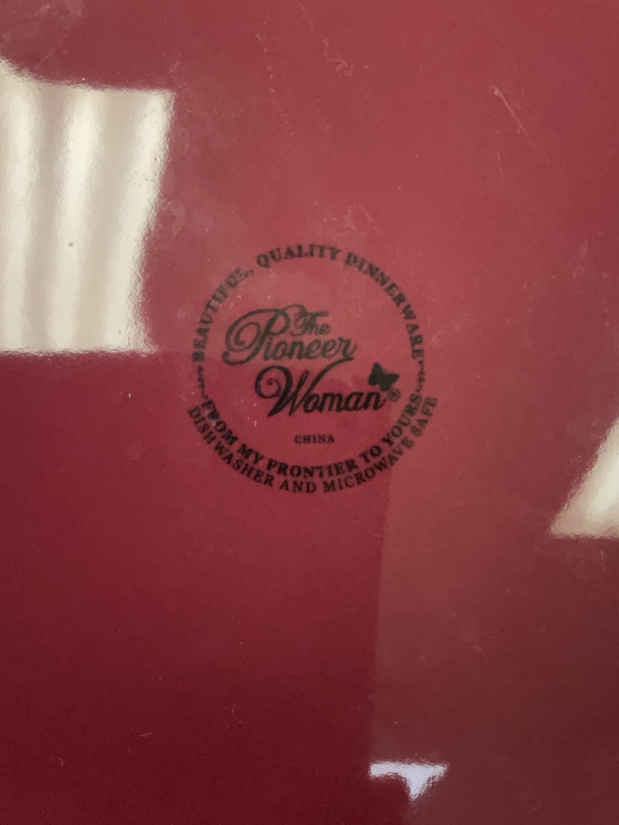 BEAUTIFUL, QUALITY DINNERWARE
The
Pioneer
Woman®
CHINA
FROM MY FRONTIER TO YOURS
DISHWASHER AND MICROWAVE SAFE